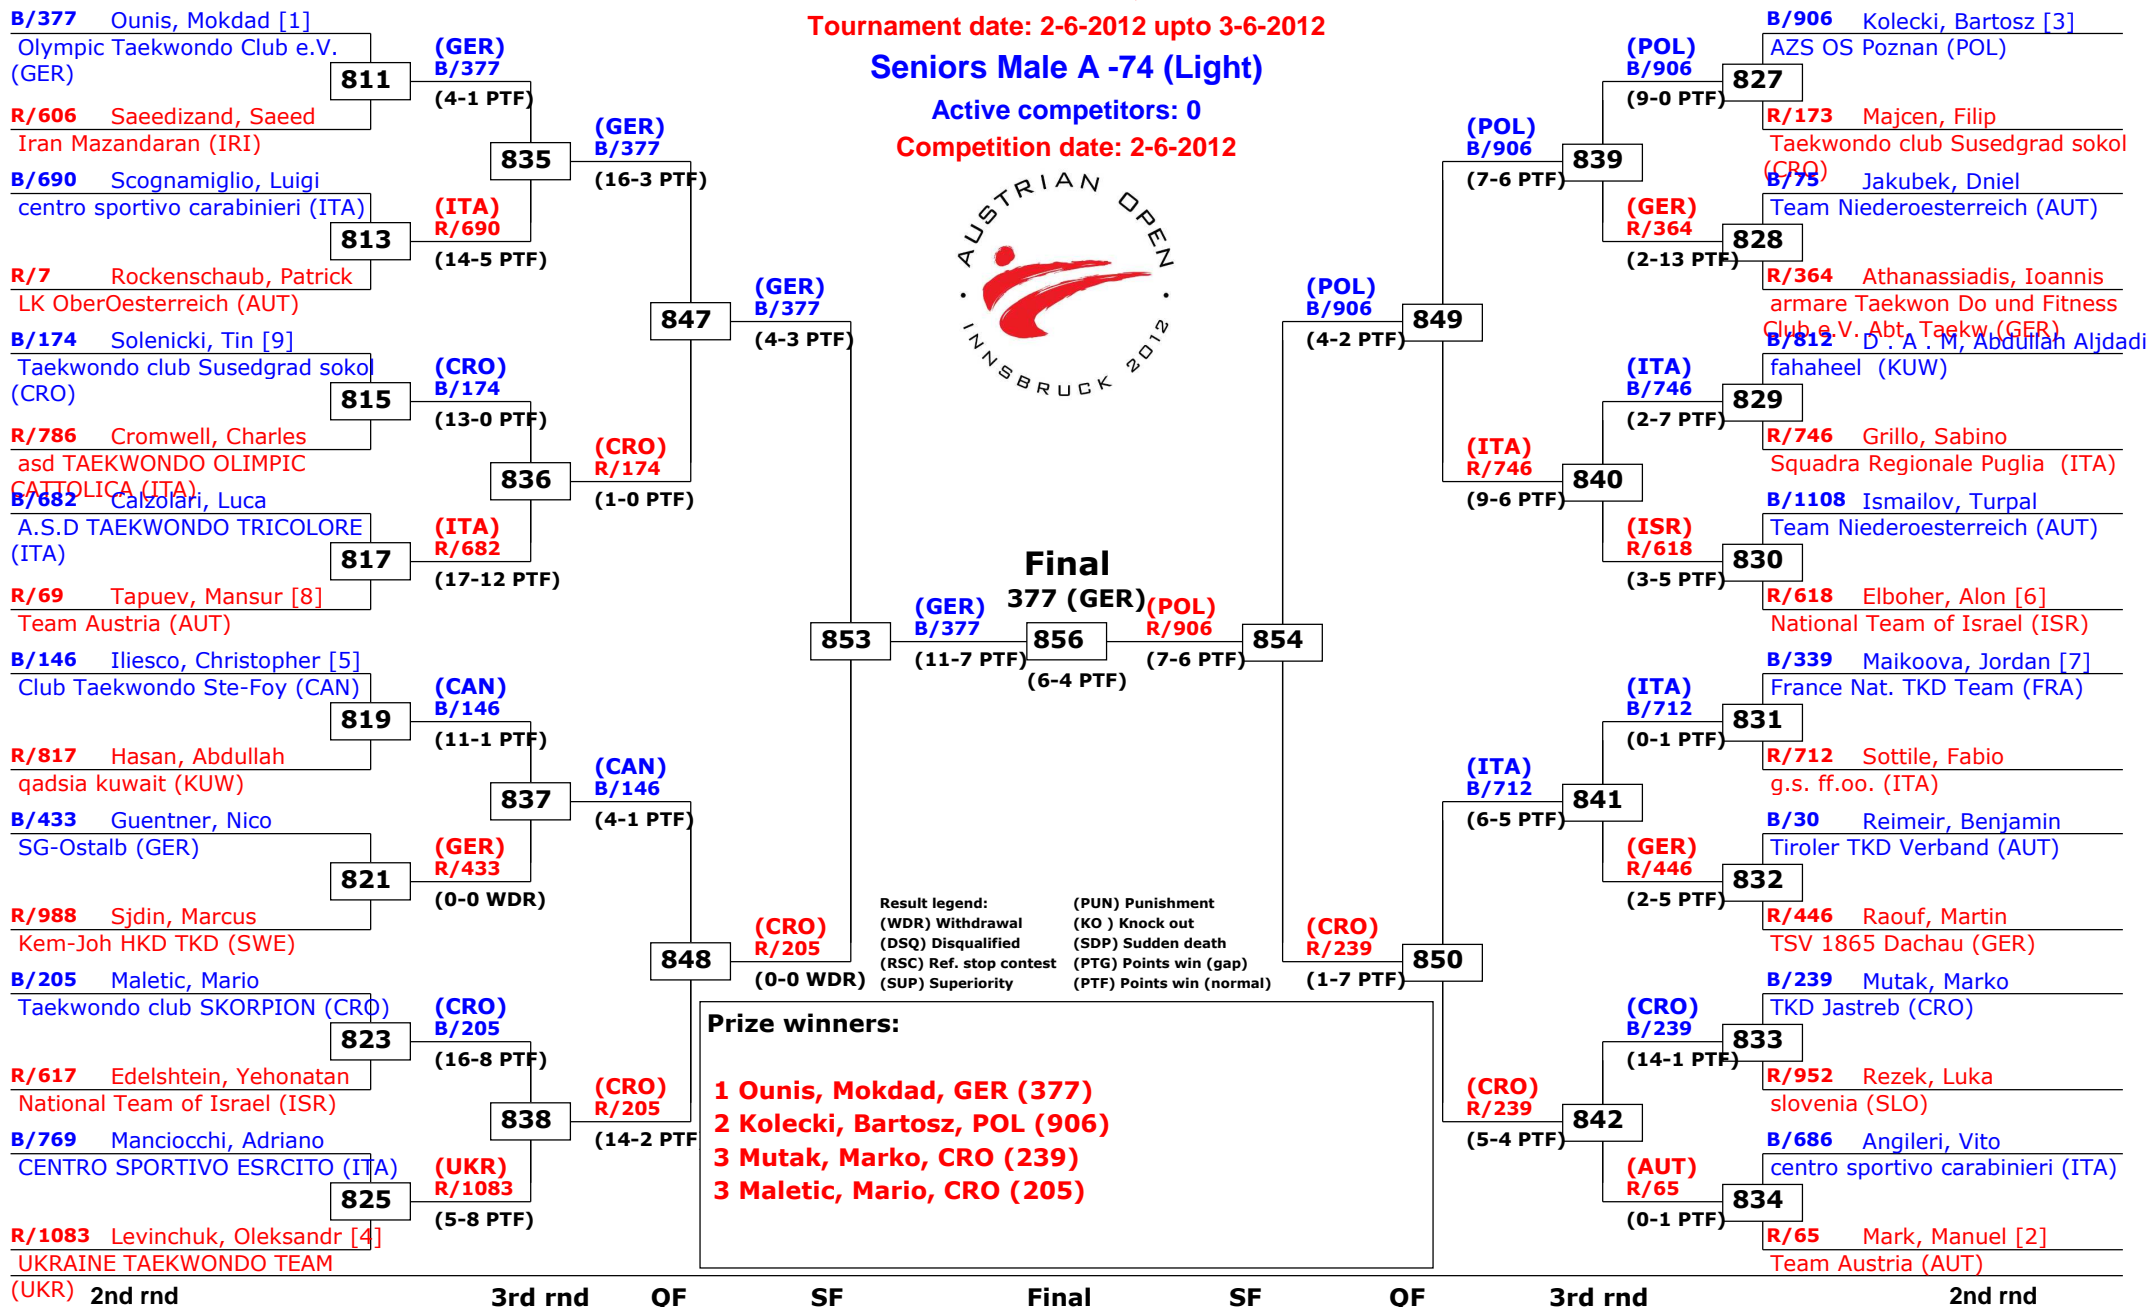 Tournament date: 2-6-2012 upto 3-6-2012
Seniors Male A -74 (Light)
Active competitors: 0
Competition date: 2-6-2012
AUSTRIAN OPEN
INNSBRUCK 2012
B/377 Ounis, Mokdad [1]
Olympic Taekwondo Club e.V.
(GER)
811
R/606 Saeedizand, Saeed
Iran Mazandaran (IRI)
B/690 Scognamiglio, Luigi
centro sportivo carabinieri (ITA)
813
R/7 Rockenschaub, Patrick
LK OberOesterreich (AUT)
B/174 Solenicki, Tin [9]
Taekwondo club Susedgrad sokol
(CRO)
815
R/786 Cromwell, Charles
asd TAEKWONDO OLIMPIC
CATTOLICA (ITA)
B/682 Calzolari, Luca
A.S.D TAEKWONDO TRICOLORE
(ITA)
817
R/69 Tapuev, Mansur [8]
Team Austria (AUT)
B/146 Iliesco, Christopher [5]
Club Taekwondo Ste-Foy (CAN)
819
R/817 Hasan, Abdullah
qadsia kuwait (KUW)
B/433 Guentner, Nico
SG-Ostalb (GER)
821
R/988 Sjdin, Marcus
Kem-Joh HKD TKD (SWE)
B/205 Maletic, Mario
Taekwondo club SKORPION (CRO)
823
R/617 Edelshtein, Yehonatan
National Team of Israel (ISR)
B/769 Manciocchi, Adriano
CENTRO SPORTIVO ESRCITO (ITA)
825
R/1083 Levinchuk, Oleksandr [4]
UKRAINE TAEKWONDO TEAM
(UKR)
(GER)
B/377
(4-1 PTF)
835
(ITA)
R/690
(14-5 PTF)
(CRO)
B/174
(13-0 PTF)
836
(ITA)
R/682
(17-12 PTF)
(CAN)
B/146
(11-1 PTF)
837
(GER)
R/433
(0-0 WDR)
(CRO)
B/205
(16-8 PTF)
838
(UKR)
R/1083
(5-8 PTF)
(GER)
B/377
(16-3 PTF)
847
(CRO)
R/174
(1-0 PTF)
(CAN)
B/146
(4-1 PTF)
848
(CRO)
R/205
(14-2 PTF
(GER)
B/377
(4-3 PTF)
853
(CRO)
R/205
(0-0 WDR)
(GER)
B/377
(11-7 PTF)
Final
377 (GER)
856
(6-4 PTF)
(POL)
R/906
(7-6 PTF)
854
(POL)
B/906
(4-2 PTF)
849
(CRO)
R/239
(1-7 PTF)
850
(POL)
B/906
(7-6 PTF)
839
(ITA)
R/746
(9-6 PTF)
840
(ITA)
B/712
(6-5 PTF)
841
(CRO)
R/239
(5-4 PTF)
842
(POL)
B/906
(9-0 PTF)
827
(GER)
R/364
(2-13 PTF)
828
(ITA)
B/746
(2-7 PTF)
829
(ISR)
R/618
(3-5 PTF)
830
(ITA)
B/712
(0-1 PTF)
831
(GER)
R/446
(2-5 PTF)
832
(CRO)
B/239
(14-1 PTF)
833
(AUT)
R/65
(0-1 PTF)
834
B/906 Kolecki, Bartosz [3]
AZS OS Poznan (POL)
R/173 Majcen, Filip
Taekwondo club Susedgrad sokol
(CRO)
B/75 Jakubek, Dniel
Team Niederoesterreich (AUT)
R/364 Athanassiadis, Ioannis
armare Taekwon Do und Fitness
Club e.V. Abt. Taekw (GER)
B/812 D . A . M, Abdullah Aljdadi
fahaheel (KUW)
R/746 Grillo, Sabino
Squadra Regionale Puglia (ITA)
B/1108 Ismailov, Turpal
Team Niederoesterreich (AUT)
R/618 Elboher, Alon [6]
National Team of Israel (ISR)
B/339 Maikoova, Jordan [7]
France Nat. TKD Team (FRA)
R/712 Sottile, Fabio
g.s. ff.oo. (ITA)
B/30 Reimeir, Benjamin
Tiroler TKD Verband (AUT)
R/446 Raouf, Martin
TSV 1865 Dachau (GER)
B/239 Mutak, Marko
TKD Jastreb (CRO)
R/952 Rezek, Luka
slovenia (SLO)
B/686 Angileri, Vito
centro sportivo carabinieri (ITA)
R/65 Mark, Manuel [2]
Team Austria (AUT)
Result legend: (PUN) Punishment
(WDR) Withdrawal (KO ) Knock out
(DSQ) Disqualified (SDP) Sudden death
(RSC) Ref. stop contest (PTG) Points win (gap)
(SUP) Superiority (PTF) Points win (normal)
Prize winners:
1 Ounis, Mokdad, GER (377)
2 Kolecki, Bartosz, POL (906)
3 Mutak, Marko, CRO (239)
3 Maletic, Mario, CRO (205)
2nd rnd 3rd rnd QF SF Final SF QF 3rd rnd 2nd rnd